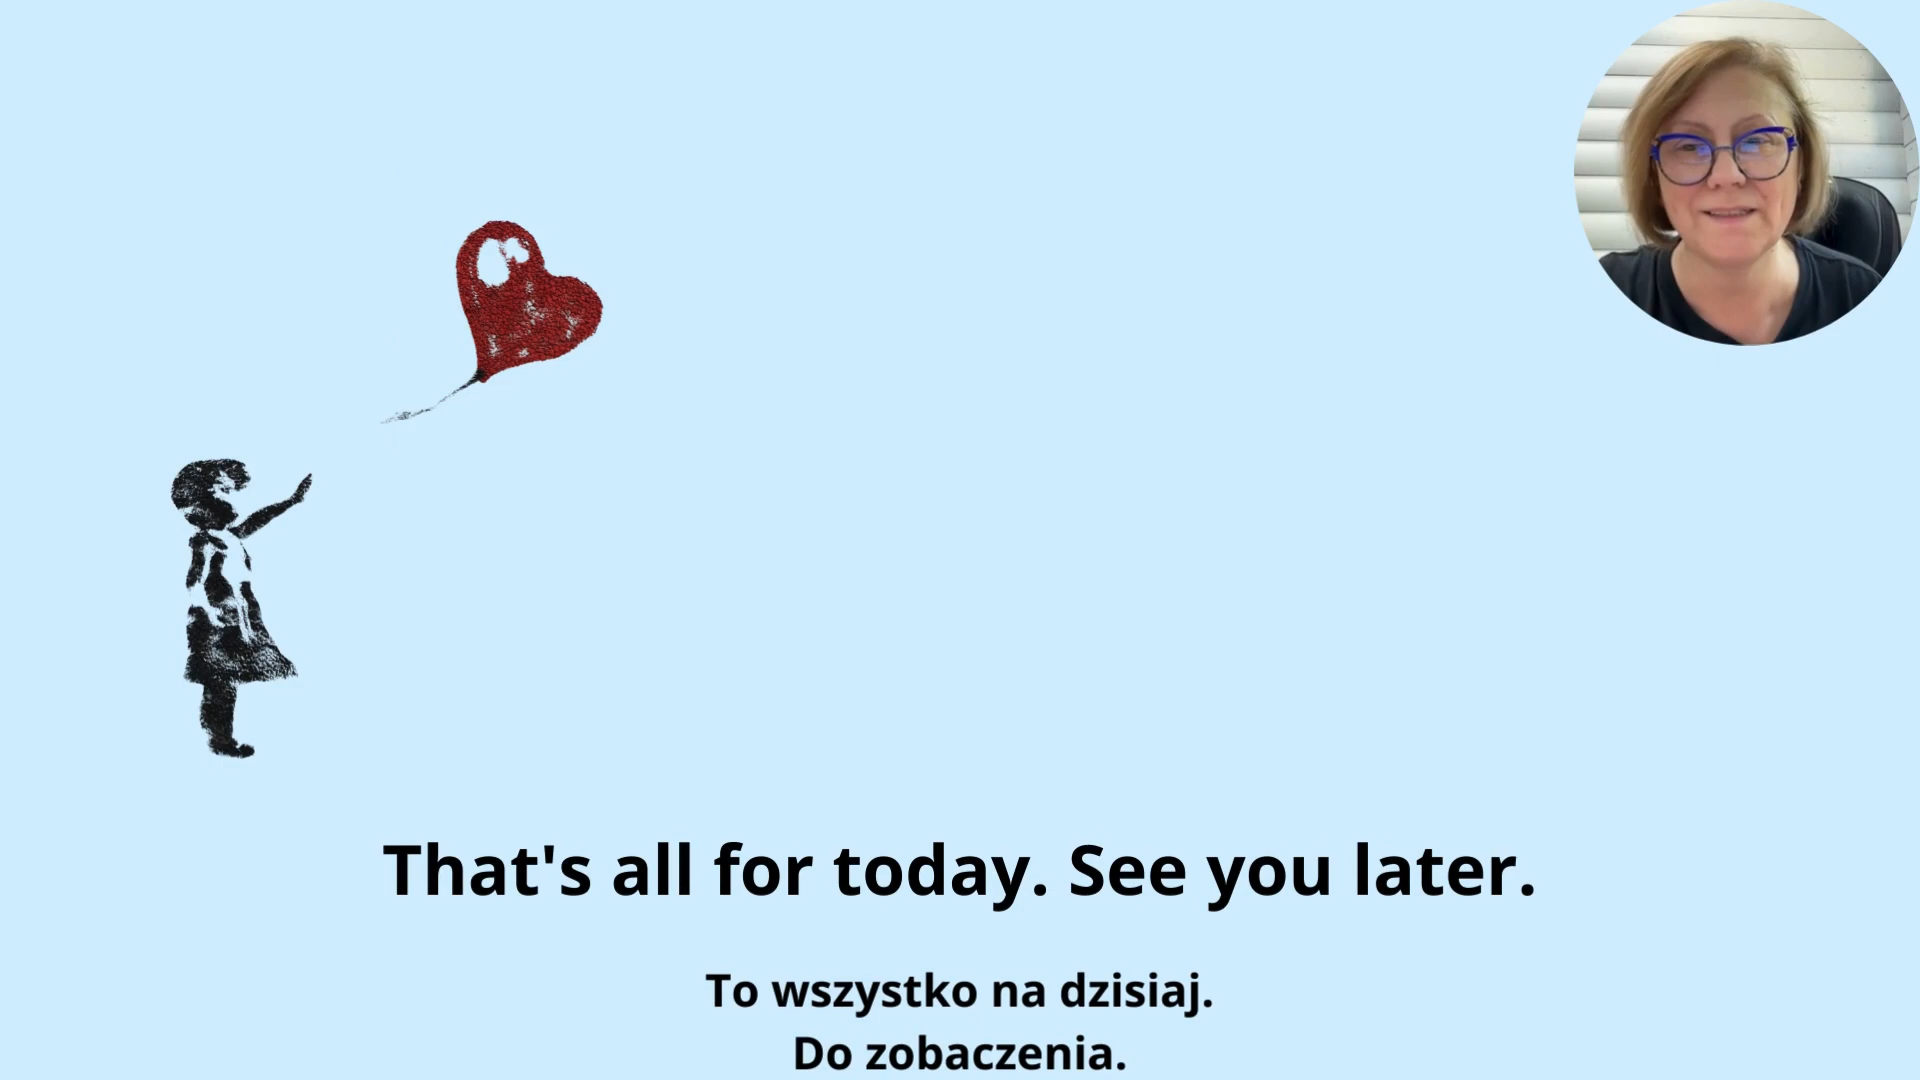 That's all for today. See you later.
To wszystko na dzisiaj.
Do zobaczenia.